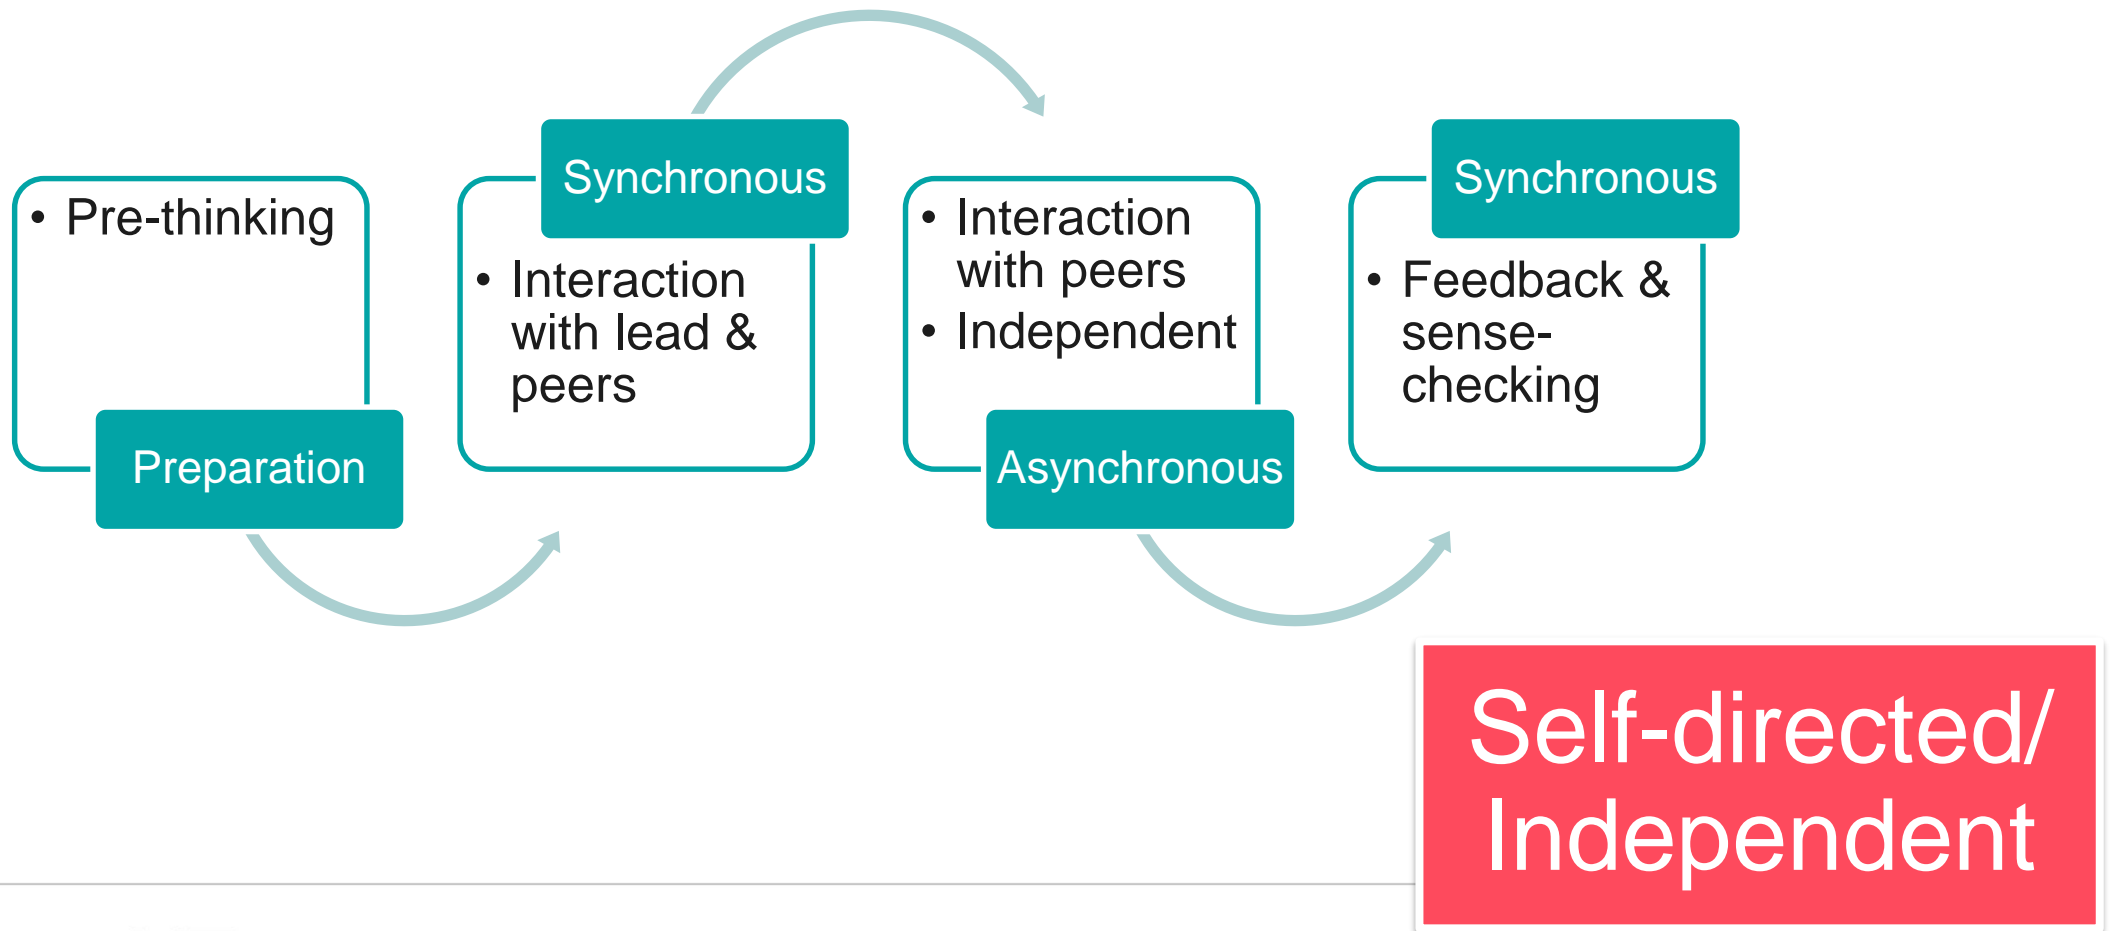 • Pre-thinking
Preparation
Synchronous
• Interaction
with lead &
peers
• Interaction
with peers
• Independent
Asynchronous
Synchronous
• Feedback &
sense-
checking
Self-directed/
Independent